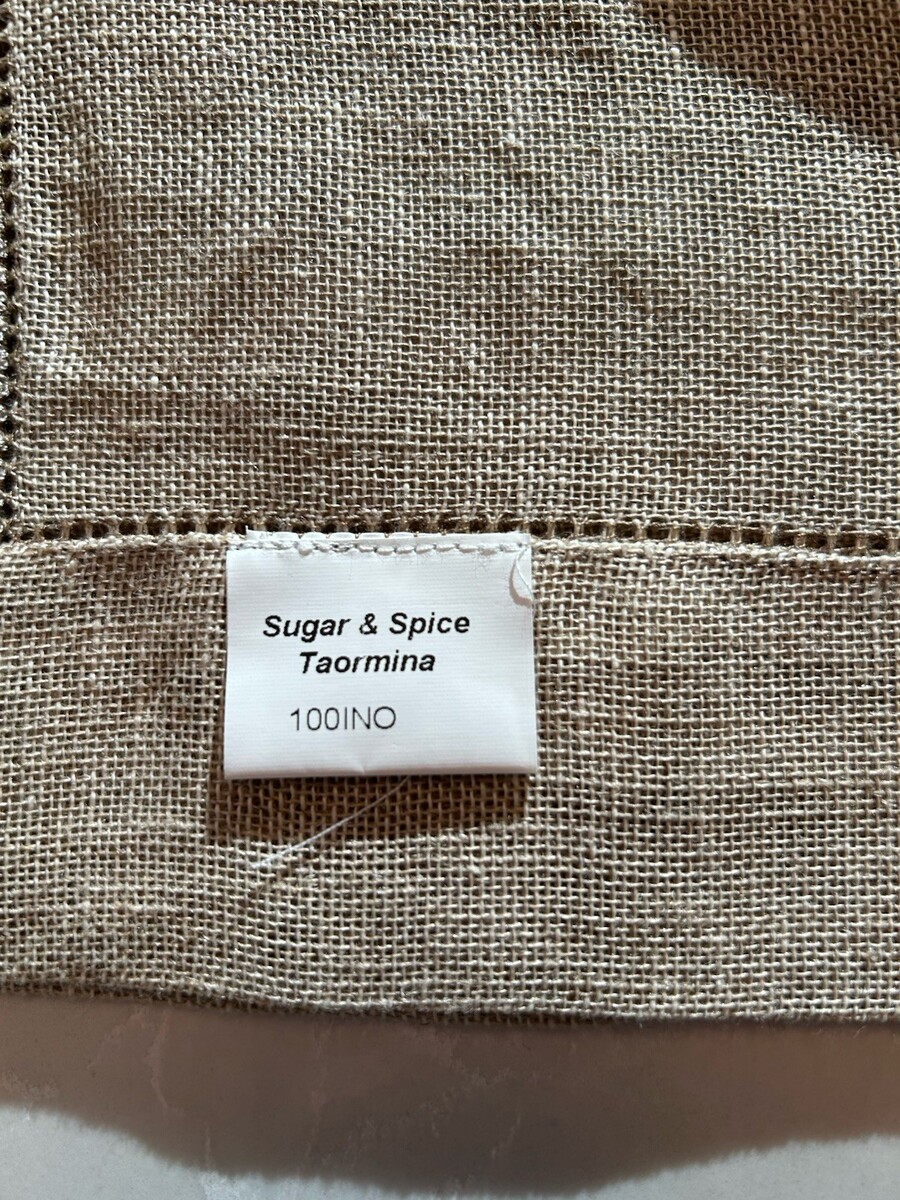 Sugar & Spice
Taormina
100INO